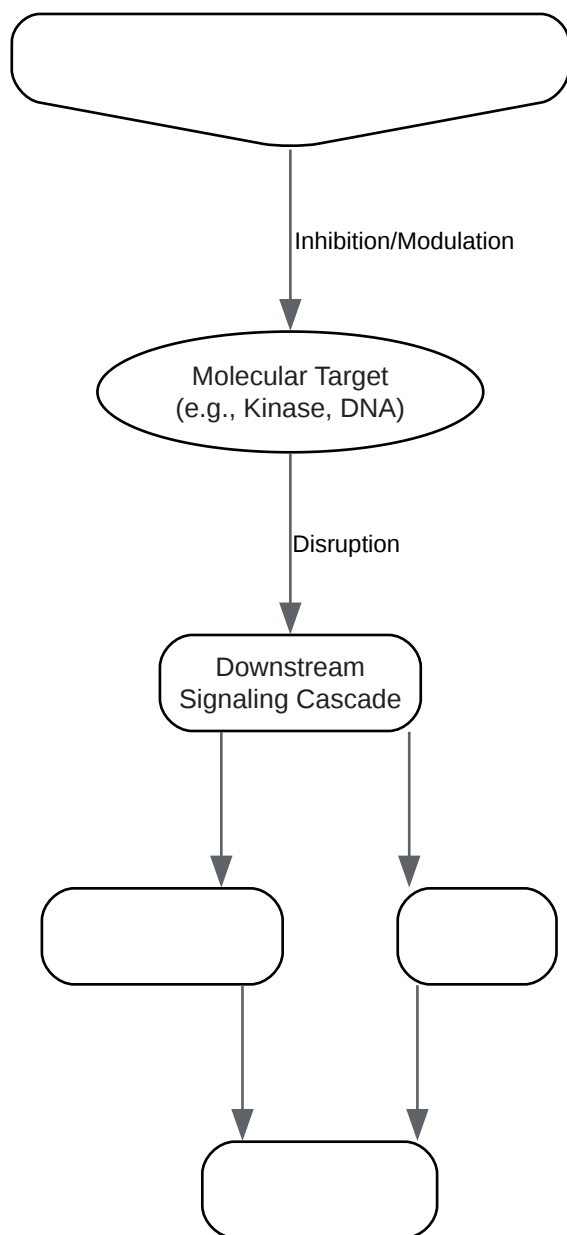 Inhibition/Modulation
Molecular Target
(e.g., Kinase, DNA)
Disruption
Downstream
Signaling Cascade